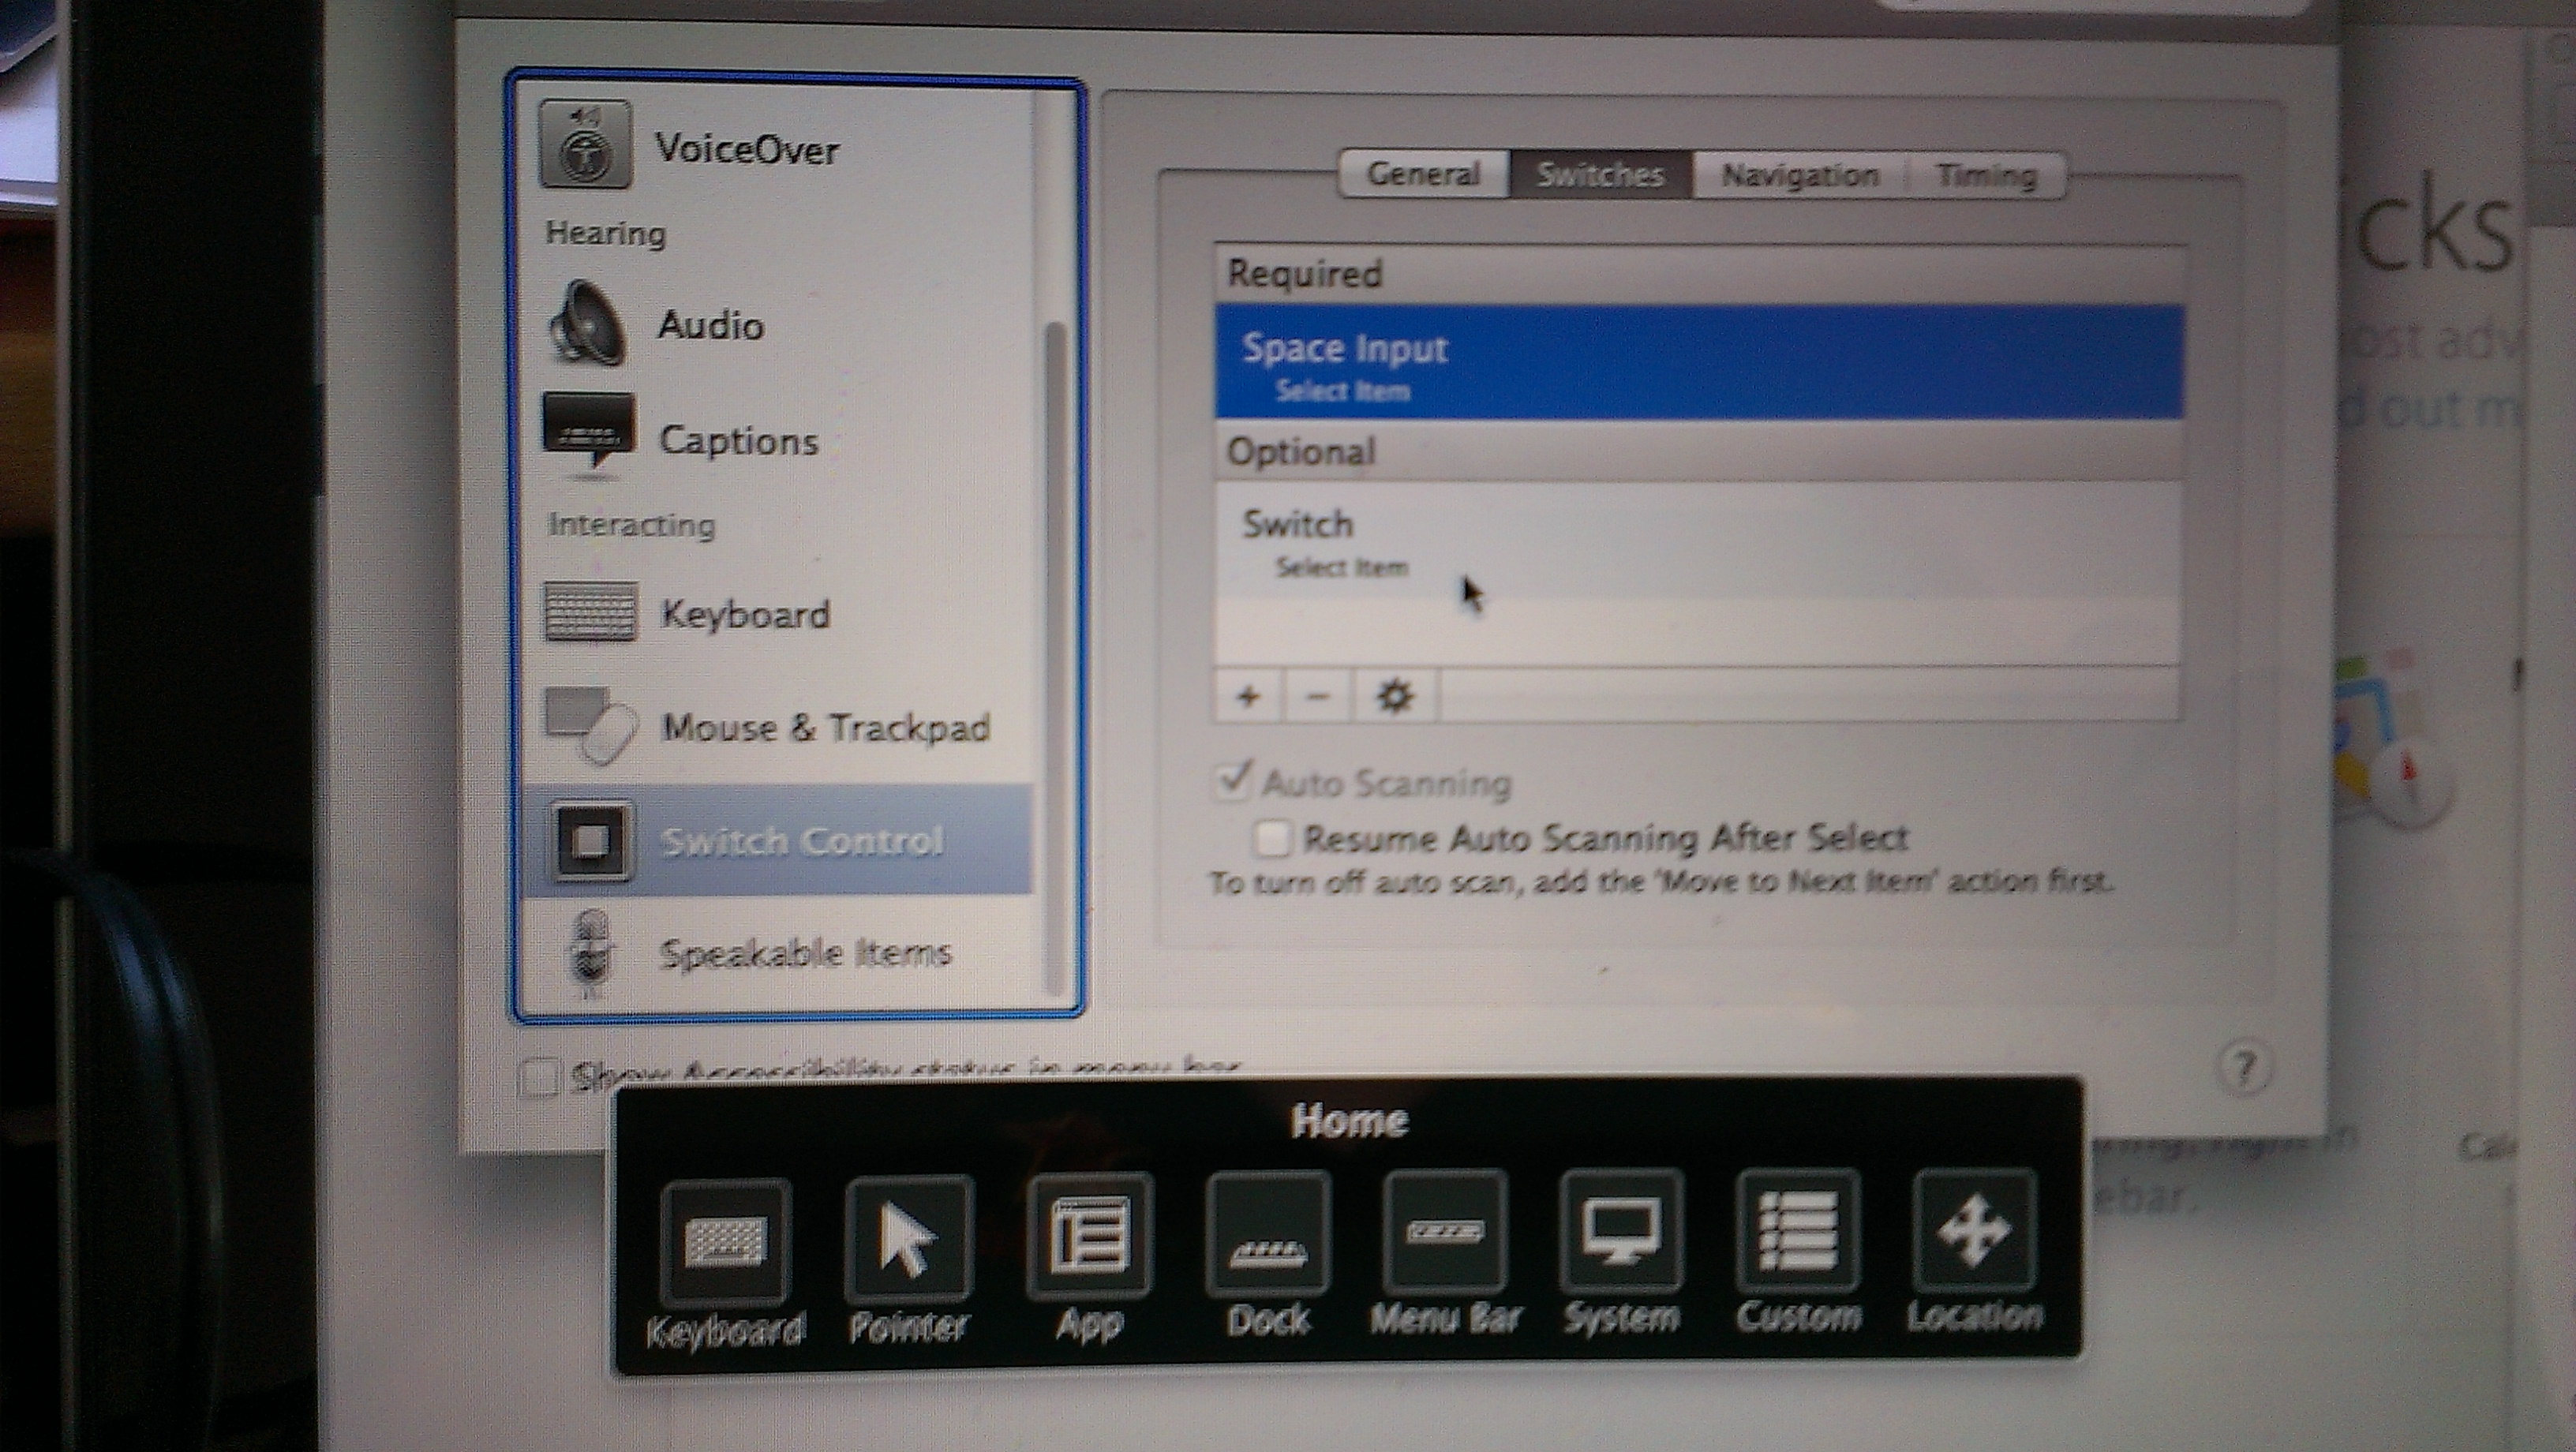 VoiceOver
Hearing
Audio
Captions
Interacting
Keyboard
Mouse & Trackpad
Switch Control
Speakable Items
Show Accessibility status in menu bar
General Switches Navigation Timing
Required
Space Input
Select Item
Optional
Switch
Select Item
+ −
Auto Scanning
Resume Auto Scanning After Select
To turn off auto scan, add the 'Move to Next Item' action first.
?
Home
Keyboard Pointer App Dock Menu Bar System Custom Location
icks
ost adv
d out m
ebar.